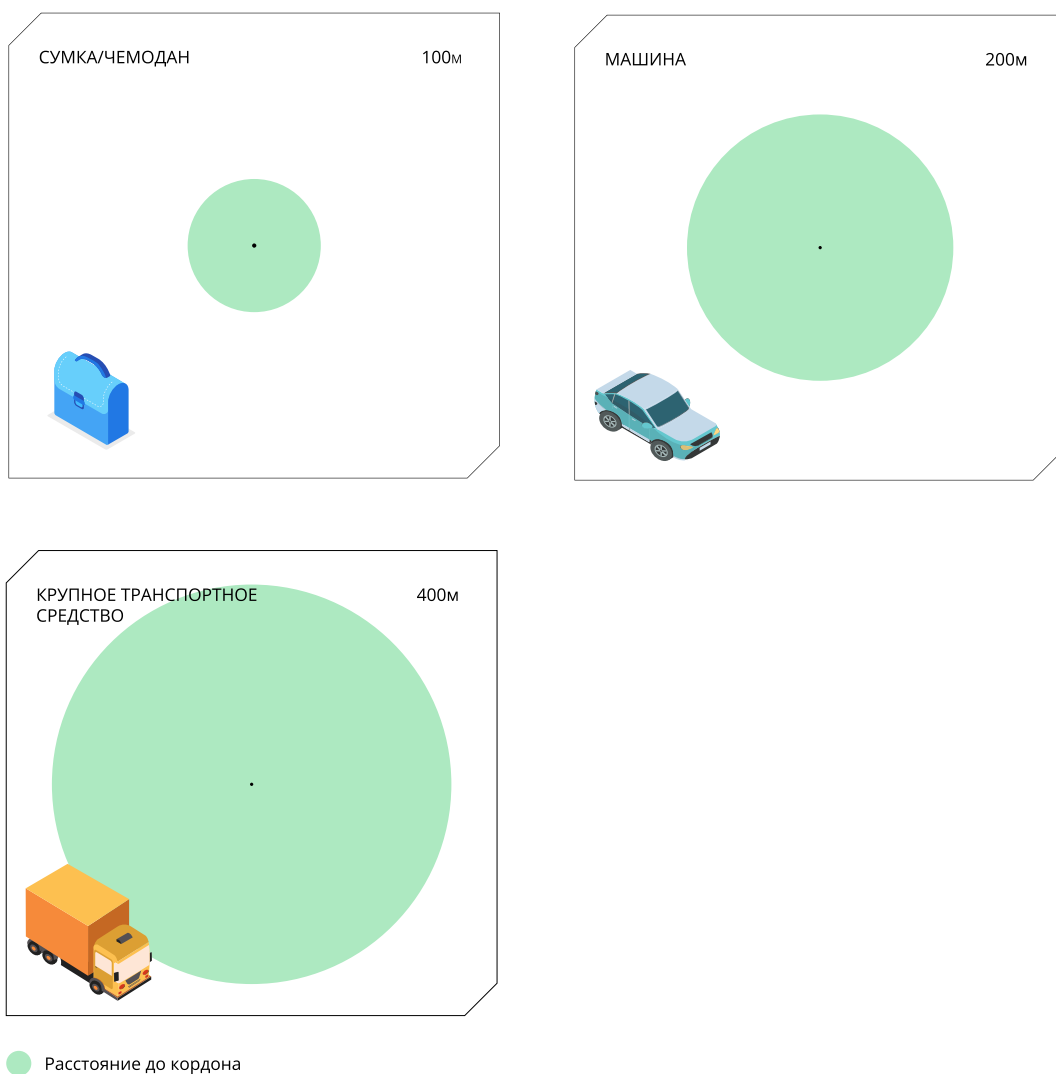 СУМКА/ЧЕМОДАН 100м
МАШИНА 200м
КРУПНОЕ ТРАНСПОРТНОЕ 400м
СРЕДСТВО
Расстояние до кордона